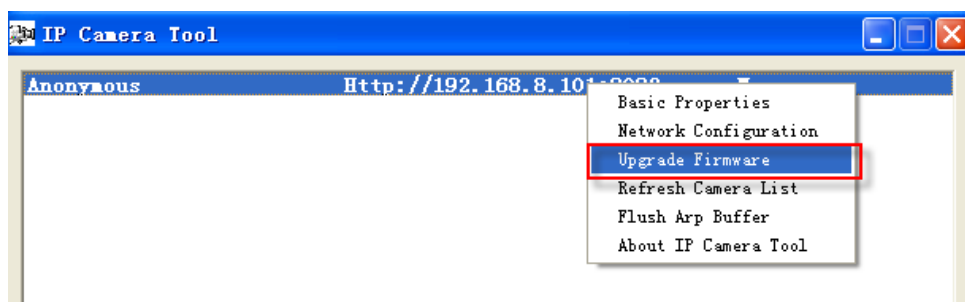 IP Camera Tool
Anonymous Http://192.168.8.101
Basic Properties
Network Configuration
Upgrade Firmware
Refresh Camera List
Flush Arp Buffer
About IP Camera Tool